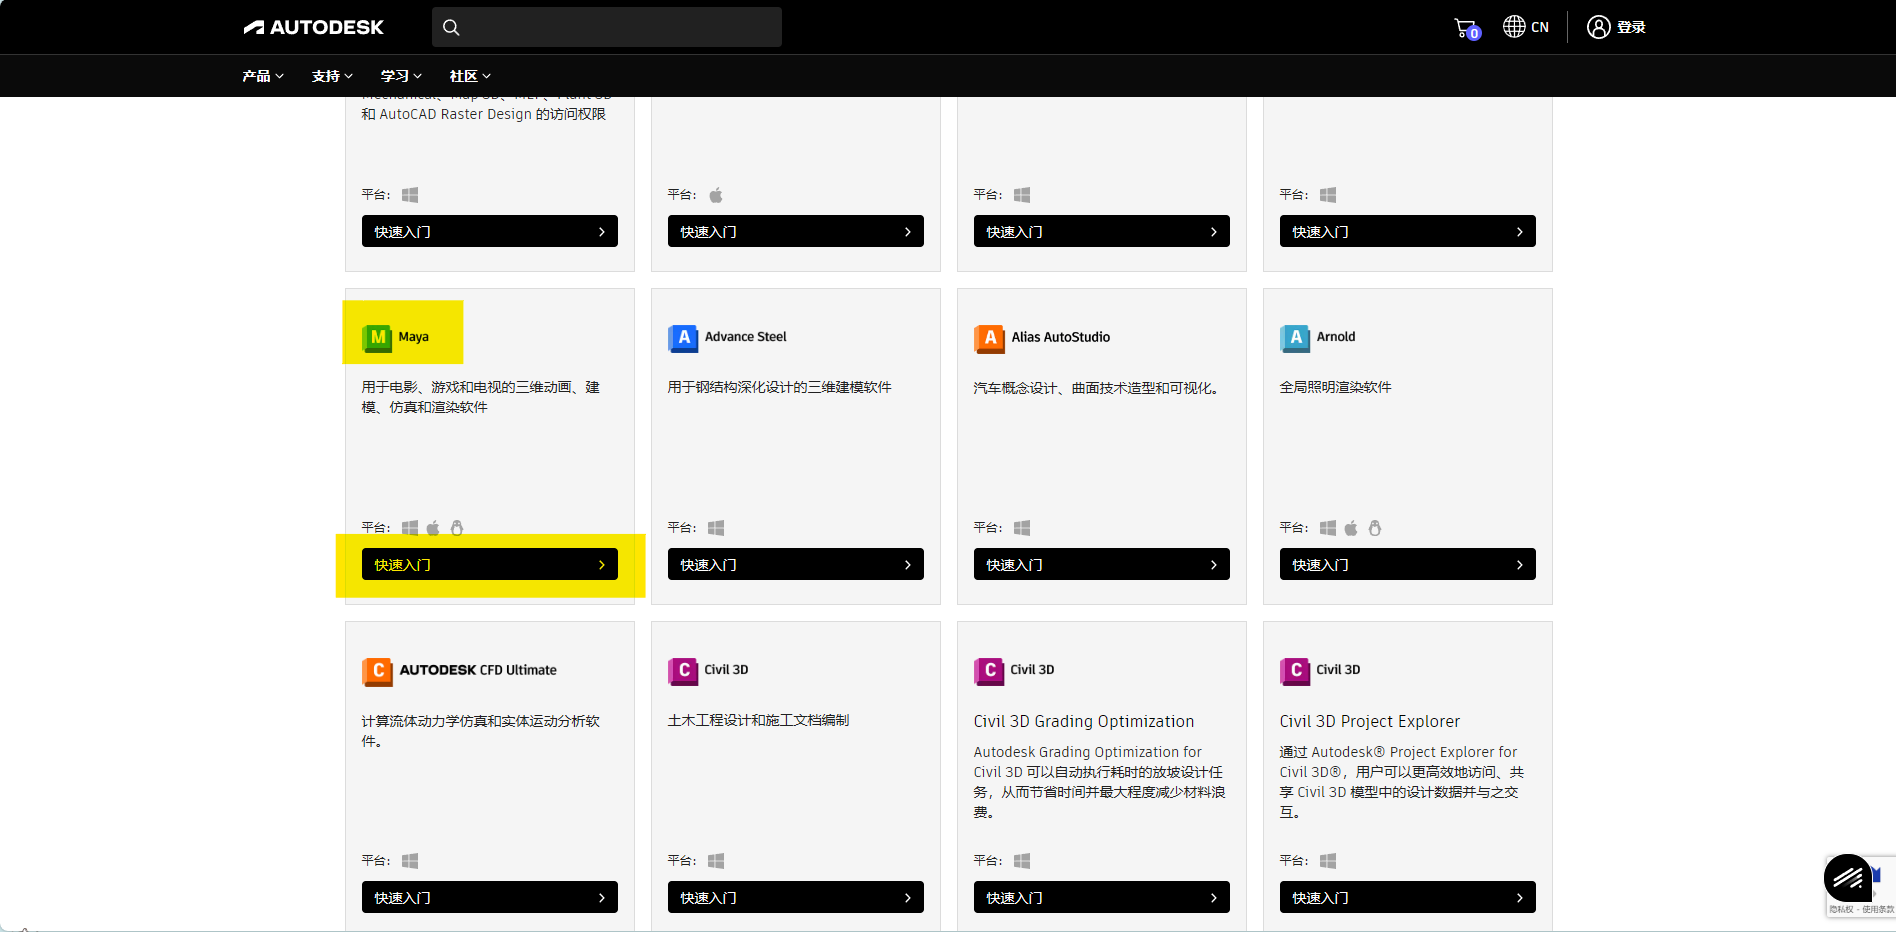 AUTODESK
0
CN
登录
产品
支持
学习
社区
Mechanical、Map 3D、MEP、Plant 3D
和 AutoCAD Raster Design 的访问权限
平台:
平台:
平台:
平台:
快速入门
快速入门
快速入门
快速入门
M Maya
A Advance Steel
A Alias AutoStudio
A Arnold
用于电影、游戏和电视的三维动画、建
模、仿真和渲染软件
用于钢结构深化设计的三维建模软件
汽车概念设计、曲面技术造型和可视化。
全局照明渲染软件
平台:
平台:
平台:
平台:
快速入门
快速入门
快速入门
快速入门
C AUTODESK CFD Ultimate
C Civil 3D
C Civil 3D
C Civil 3D
计算流体动力学仿真和实体运动分析软
件。
土木工程设计和施工文档编制
Civil 3D Grading Optimization
Autodesk Grading Optimization for
Civil 3D 可以自动执行耗时的放坡设计任
务，从而节省时间并最大程度减少材料浪
费。
Civil 3D Project Explorer
通过 Autodesk® Project Explorer for
Civil 3D®，用户可以更高效地访问、共
享 Civil 3D 模型中的设计数据并与之交
互。
平台:
平台:
平台:
平台:
快速入门
快速入门
快速入门
快速入门
隐私权 - 使用条款